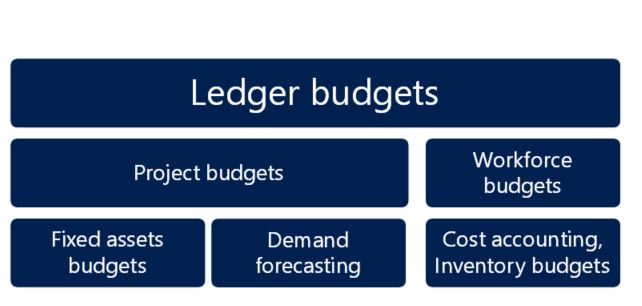 Ledger budgets
Project budgets
Workforce
budgets
Fixed assets
budgets
Demand
forecasting
Cost accounting,
Inventory budgets